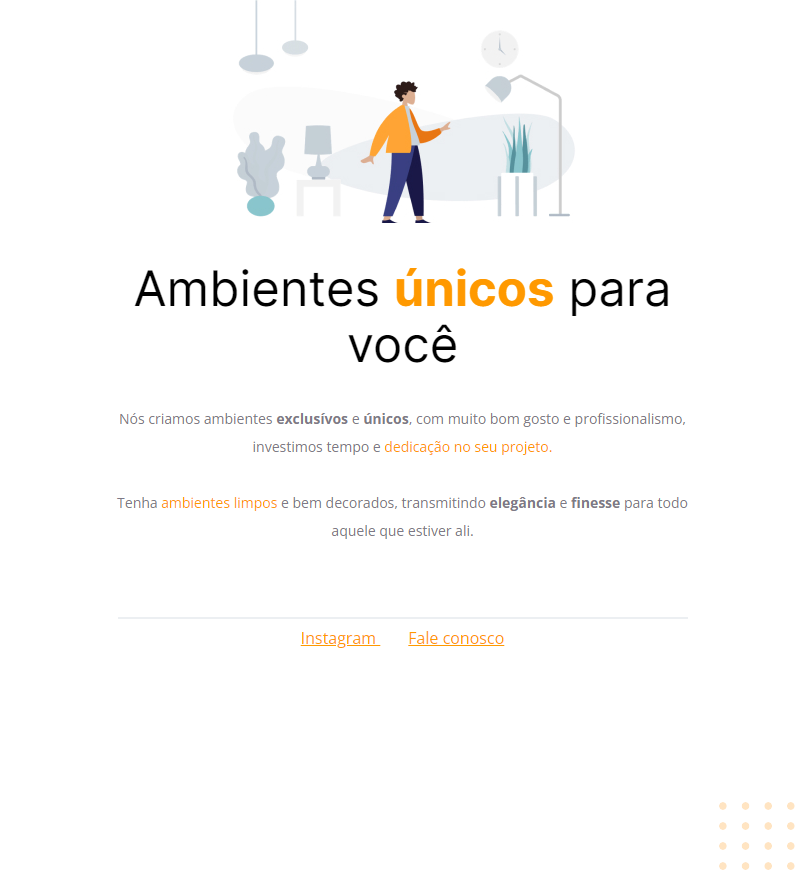 Ambientes únicos para
você
Nós criamos ambientes exclusívos e únicos, com muito bom gosto e profissionalismo,
investimos tempo e dedicação no seu projeto.
Tenha ambientes limpos e bem decorados, transmitindo elegância e finesse para todo
aquele que estiver ali.
Instagram Fale conosco